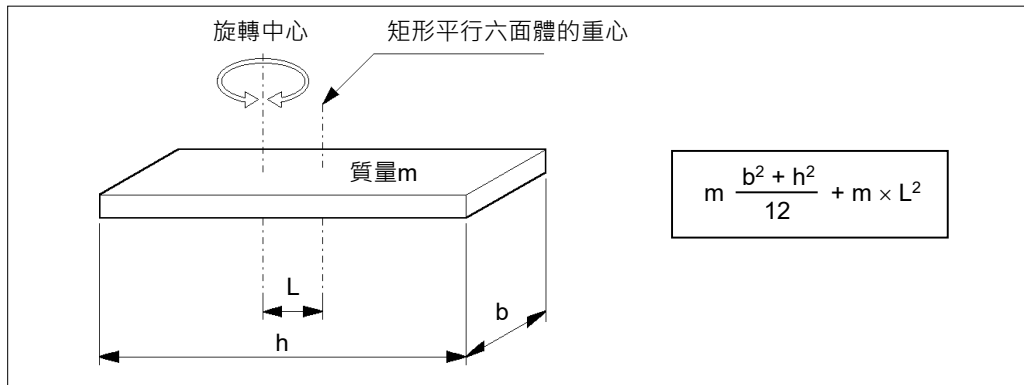 旋轉中心
矩形平行六面體的重心
質量m
m (b² + h²)/12 + m × L²
L
b
h